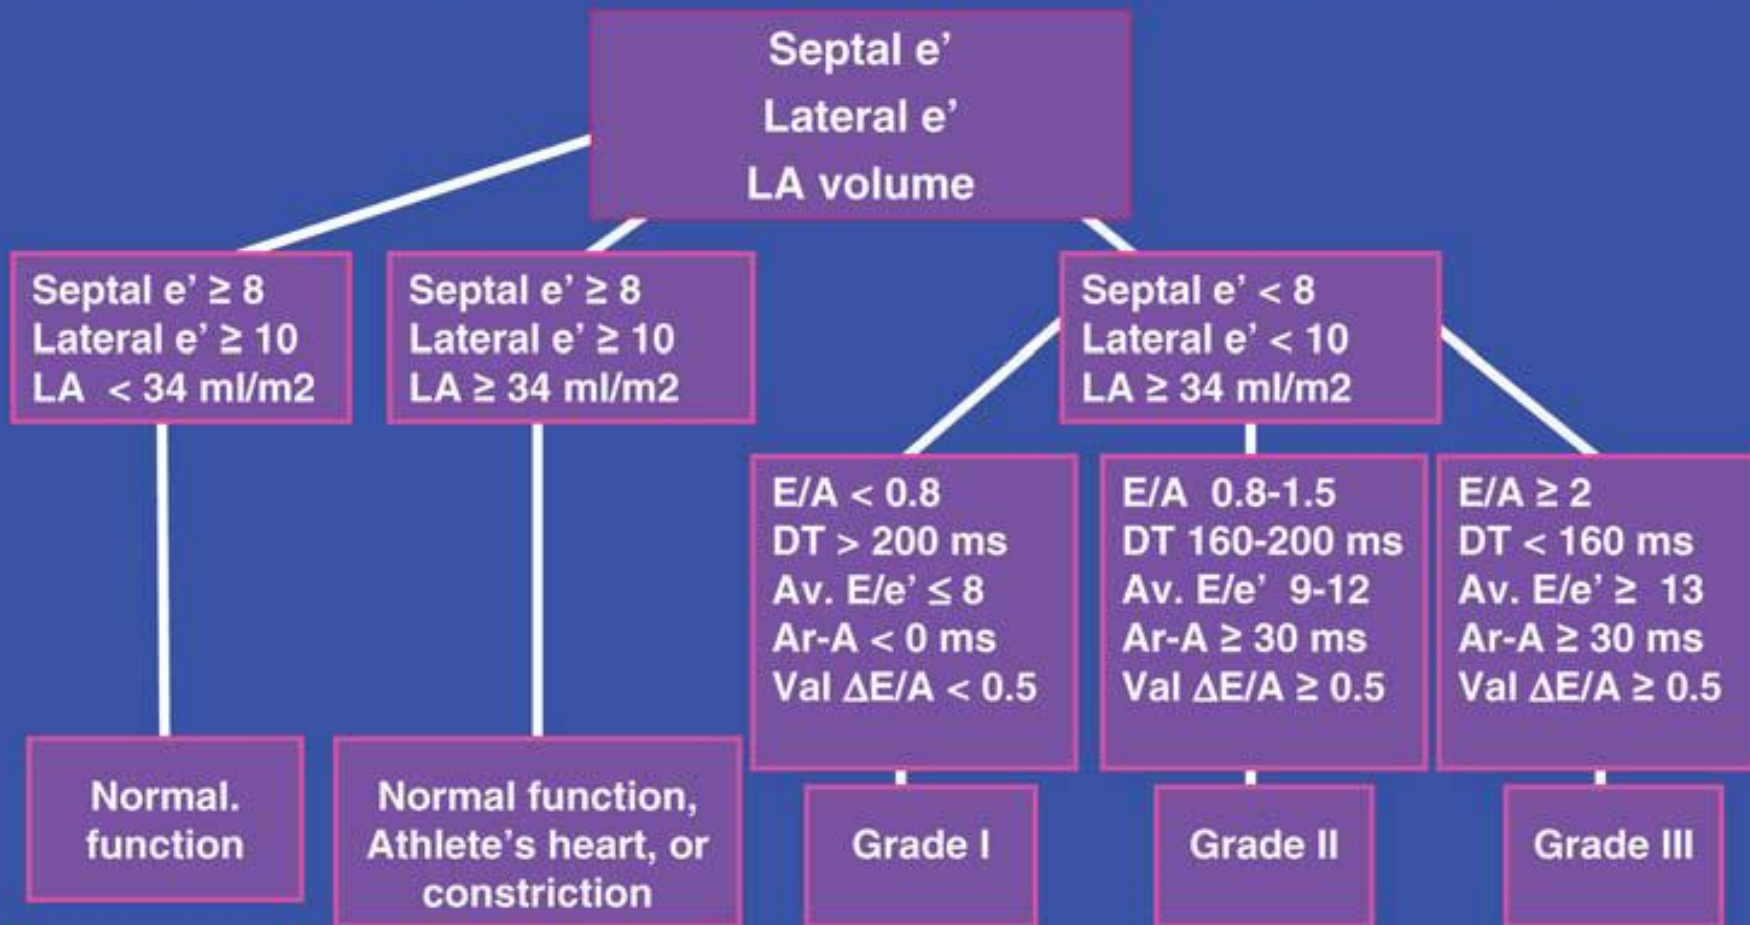 Septal e’
Lateral e’
LA volume
Septal e’ ≥ 8
Lateral e’ ≥ 10
LA  < 34 ml/m2
Septal e’ ≥ 8
Lateral e’ ≥ 10
LA ≥ 34 ml/m2
Septal e’ < 8
Lateral e’ < 10
LA ≥ 34 ml/m2
E/A < 0.8
DT > 200 ms
Av. E/e’ ≤ 8
Ar-A < 0 ms
Val ΔE/A < 0.5
E/A  0.8-1.5
DT 160-200 ms
Av. E/e’  9-12
Ar-A ≥ 30 ms
Val ΔE/A ≥ 0.5
E/A ≥ 2
DT < 160 ms
Av. E/e’ ≥  13
Ar-A ≥ 30 ms
Val ΔE/A ≥ 0.5
Normal.
function
Normal function,
Athlete’s heart, or
constriction
Grade I
Grade II
Grade III